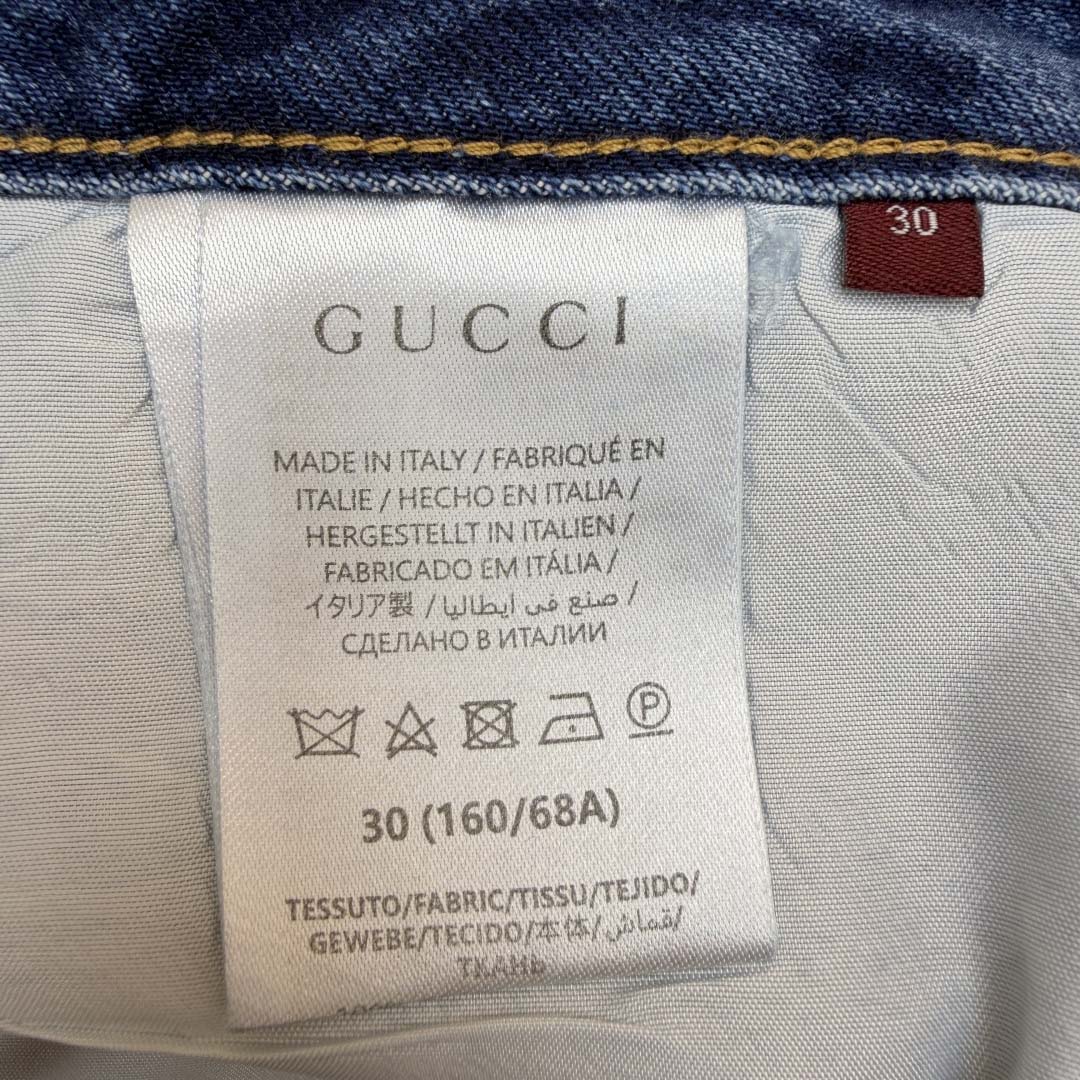 30
GUCCI
MADE IN ITALY / FABRIQUÉ EN
ITALIE / HECHO EN ITALIA /
HERGESTELLT IN ITALIEN /
FABRICADO EM ITÁLIA /
イタリア製 / صنع في ايطاليا /
СДЕЛАНО В ИТАЛИИ
P
30 (160/68A)
TESSUTO/FABRIC/TISSU/TEJIDO/
GEWEBE/TECIDO/本体/قماش/
ТКАНЬ